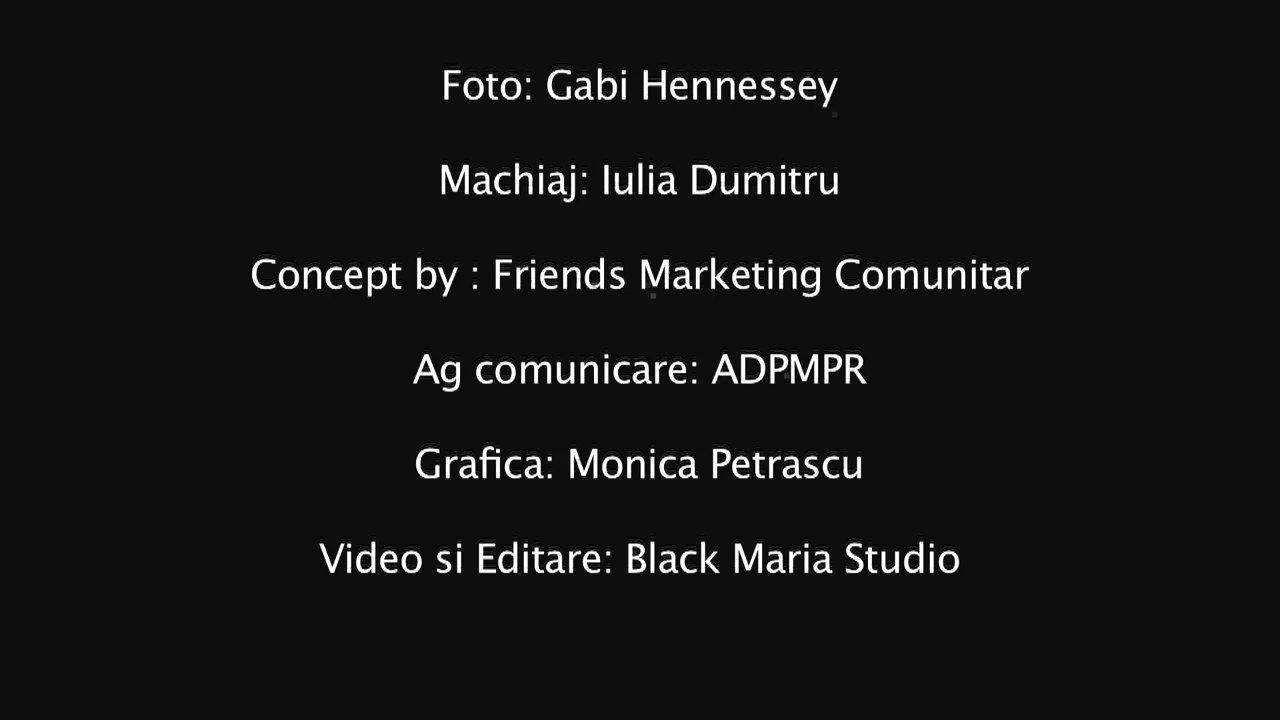 Foto: Gabi Hennessey
Machiaj: Iulia Dumitru
Concept by : Friends Marketing Comunitar
Ag comunicare: ADPMPR
Grafica: Monica Petrascu
Video si Editare: Black Maria Studio